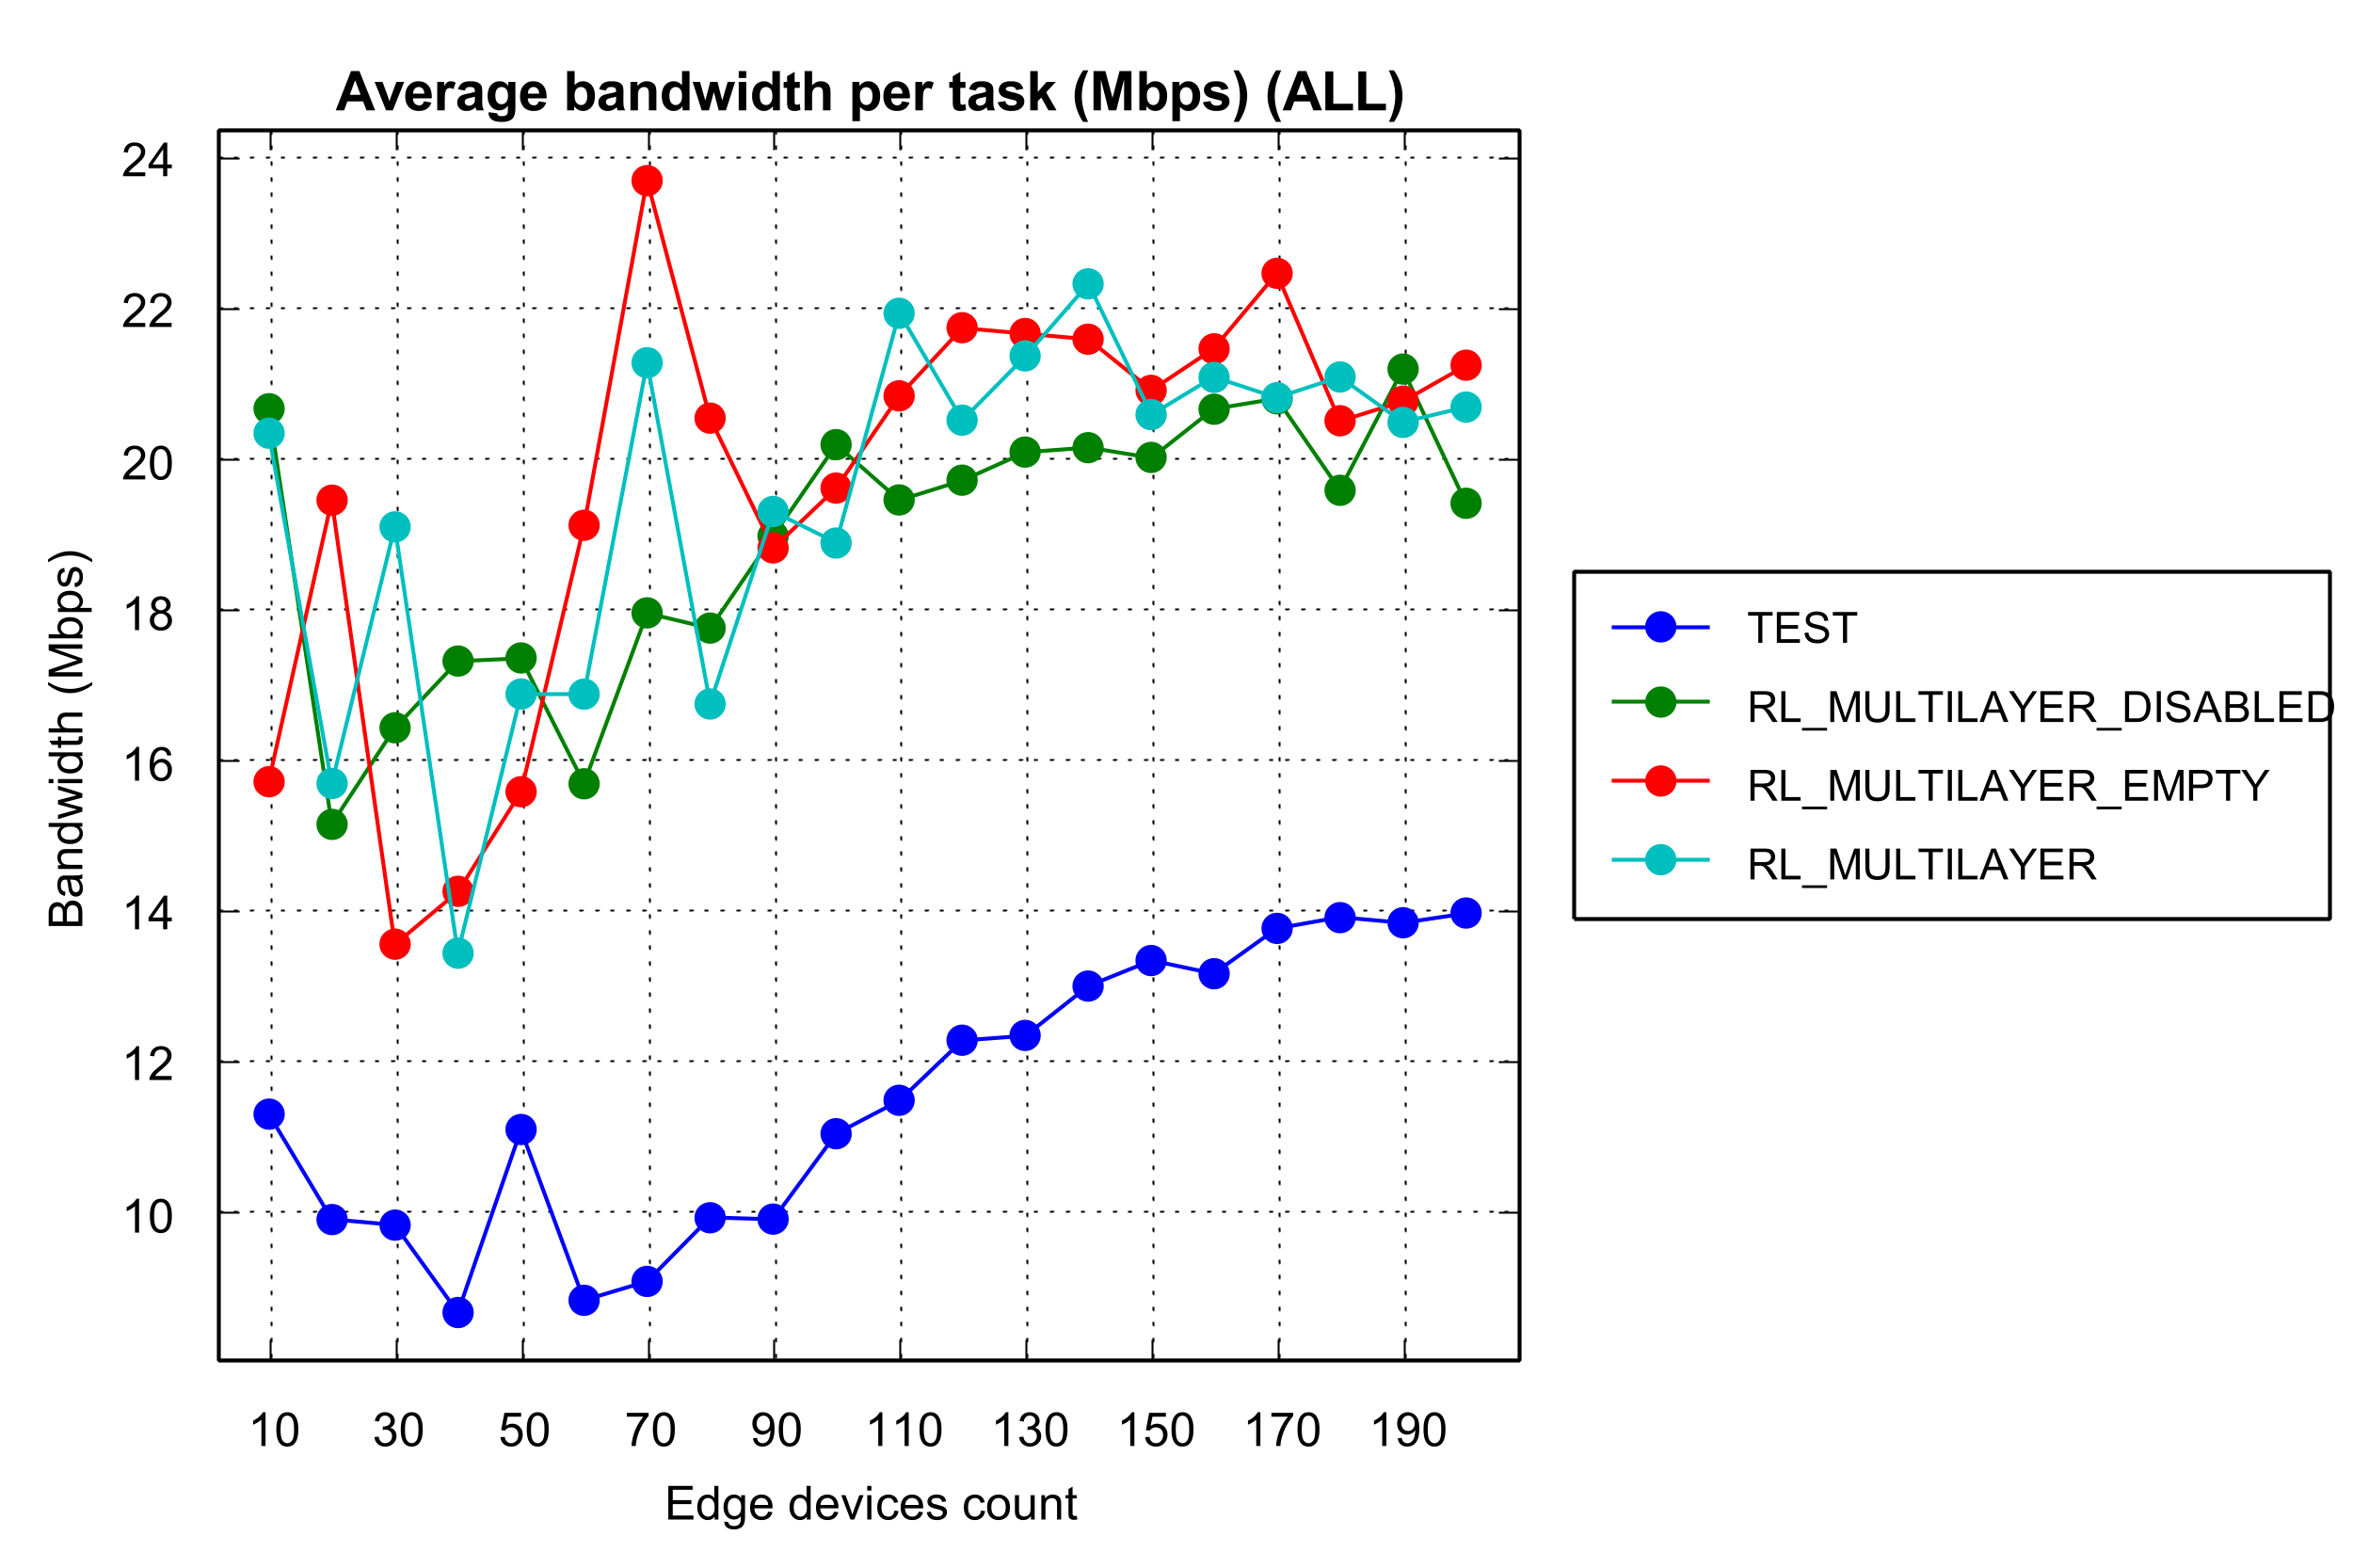 Average bandwidth per task (Mbps) (ALL)
24
22
20
18
16
14
12
10
Bandwidth (Mbps)
10 30 50 70 90 110 130 150 170 190
Edge devices count
TEST
RL_MULTILAYER_DISABLED
RL_MULTILAYER_EMPTY
RL_MULTILAYER